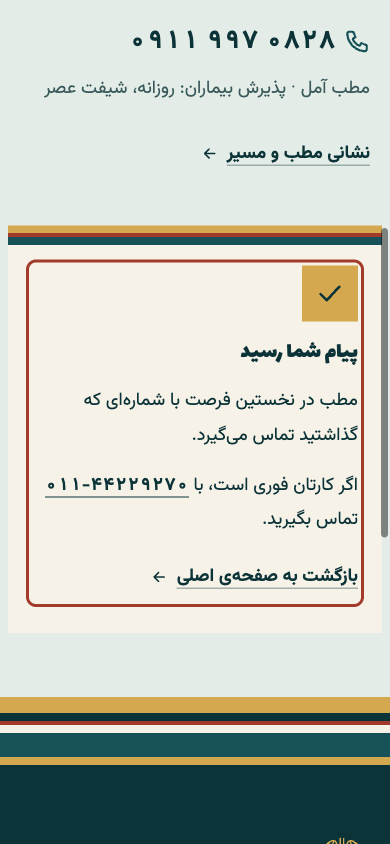 ۰۹۱۱ ۹۹۷ ۰۸۲۸
مطب آمل · پذیرش بیماران: روزانه، شیفت عصر
نشانی مطب و مسیر ←
پیام شما رسید
مطب در نخستین فرصت با شماره‌ای که
گذاشتید تماس می‌گیرد.
اگر کارتان فوری است، با ۰۱۱-۴۴۲۲۹۲۷۰
تماس بگیرید.
بازگشت به صفحه‌ی اصلی ←